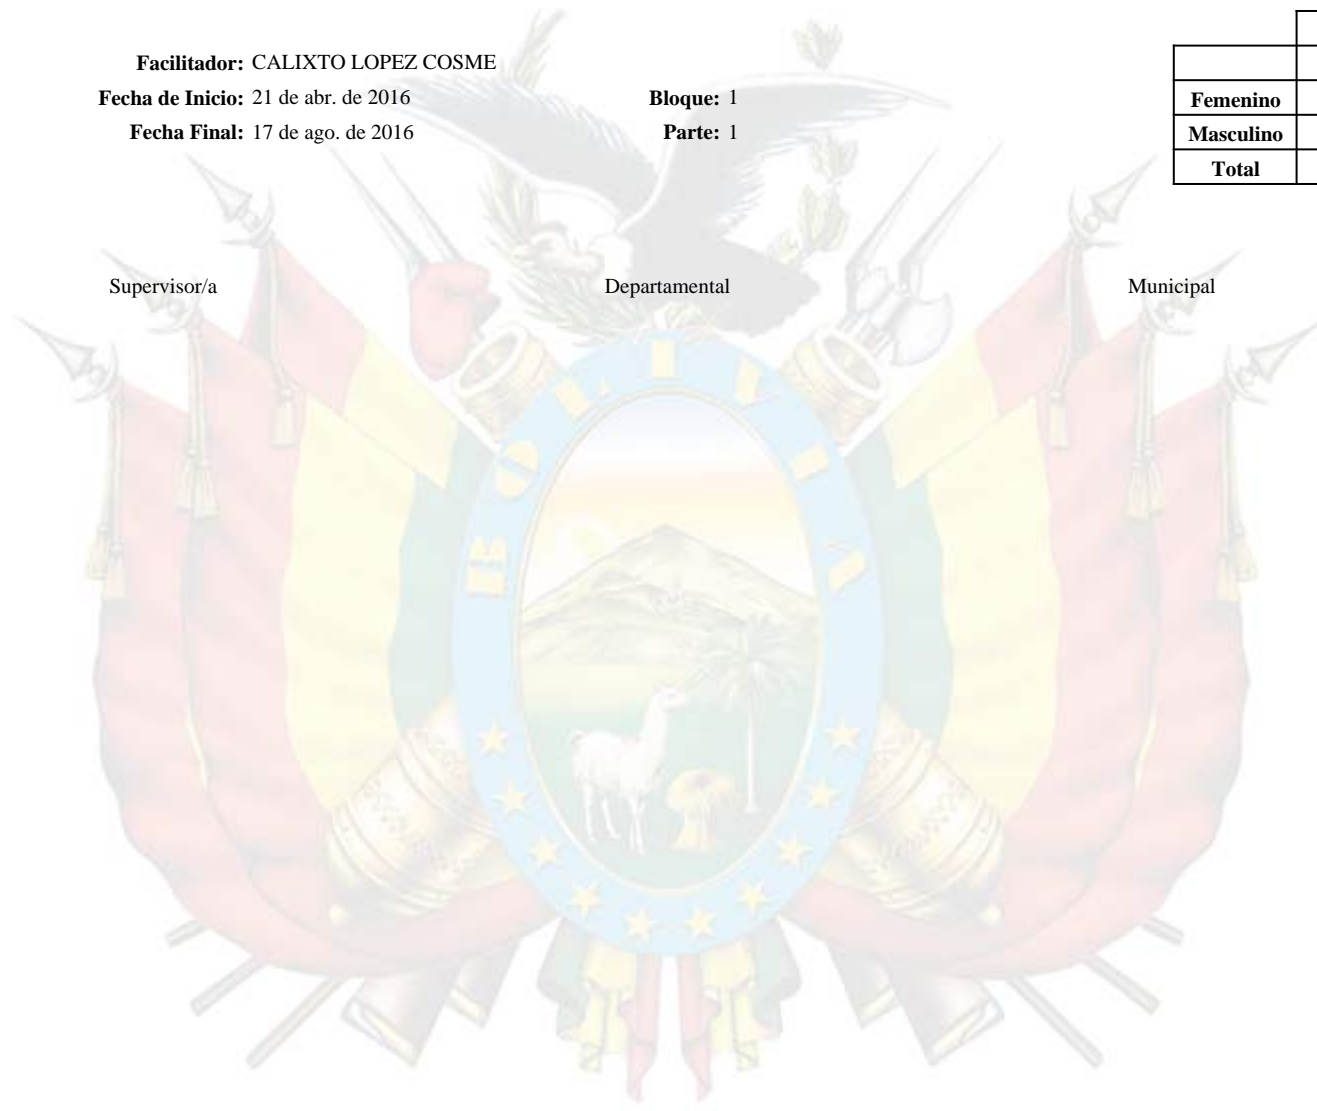 Facilitador: CALIXTO LOPEZ COSME
Fecha de Inicio: 21 de abr. de 2016 Bloque: 1
Fecha Final: 17 de ago. de 2016 Parte: 1
Femenino
Masculino
Total
Supervisor/a Departamental Municipal
BOLIVIA